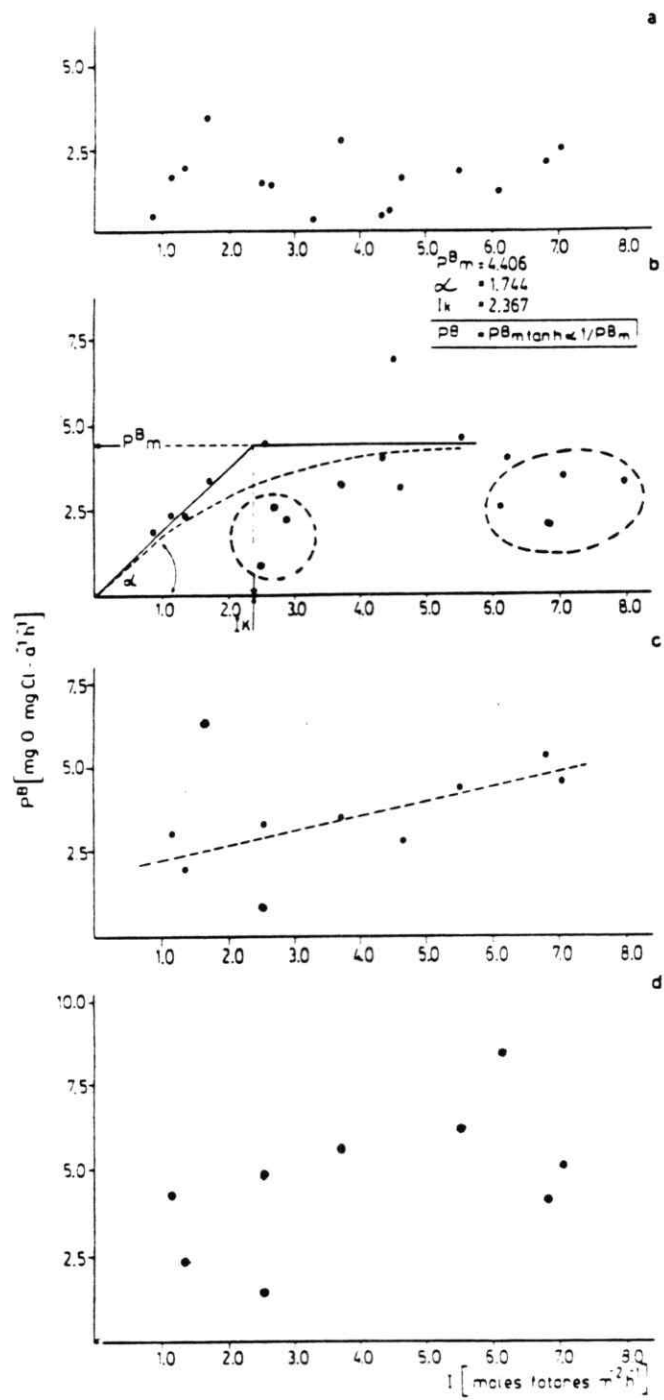 a
5.0
2.5
1.0 2.0 3.0 4.0 5.0 6.0 7.0 8.0
b
PBm = 4.406
α = 1.744
Ik = 2.367
PB = PBm tanh α I/PBm
7.5
PBm
5.0
2.5
α
1.0 2.0 3.0 4.0 5.0 6.0 7.0 8.0
Ik
c
7.5
5.0
2.5
1.0 2.0 3.0 4.0 5.0 6.0 7.0 8.0
d
10.0
7.5
5.0
2.5
1.0 2.0 3.0 4.0 5.0 6.0 7.0 8.0
PB [mg O mg Cl - a-1 h-1]
I [moles fotones m-2 h-1]